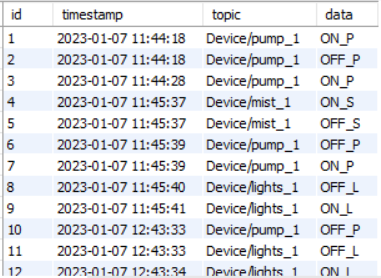 id timestamp topic data
1 2023-01-07 11:44:18 Device/pump_1 ON_P
2 2023-01-07 11:44:18 Device/pump_1 OFF_P
3 2023-01-07 11:44:28 Device/pump_1 ON_P
4 2023-01-07 11:45:37 Device/mist_1 ON_S
5 2023-01-07 11:45:37 Device/mist_1 OFF_S
6 2023-01-07 11:45:39 Device/pump_1 OFF_P
7 2023-01-07 11:45:39 Device/pump_1 ON_P
8 2023-01-07 11:45:40 Device/lights_1 OFF_L
9 2023-01-07 11:45:41 Device/lights_1 ON_L
10 2023-01-07 12:43:33 Device/pump_1 OFF_P
11 2023-01-07 12:43:33 Device/lights_1 OFF_L
12 2023-01-07 12:43:34 Device/lights_1 ON_L